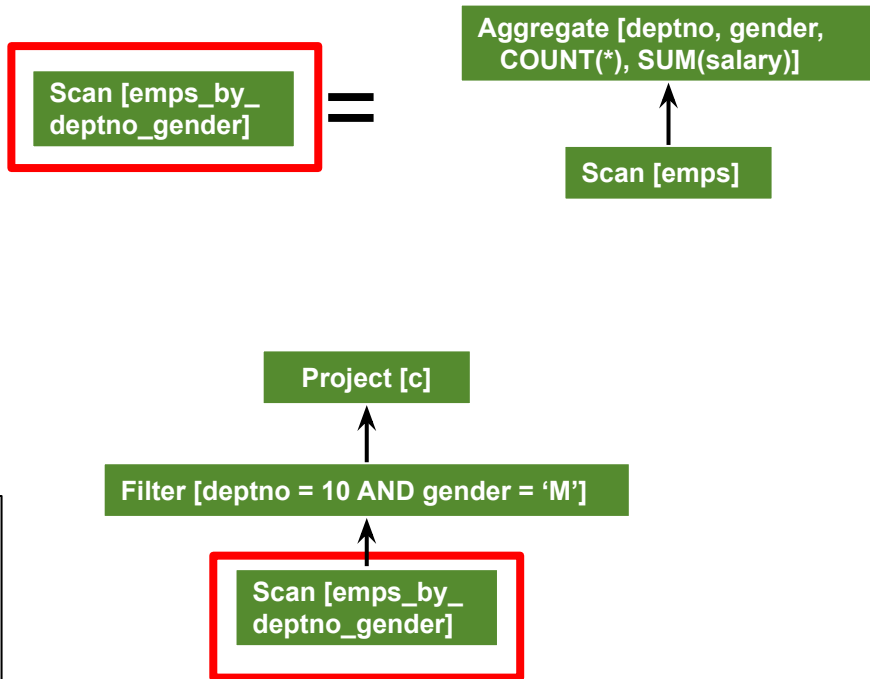 Aggregate [deptno, gender,
COUNT(*), SUM(salary)]
Scan [emps_by_
deptno_gender]
=
Scan [emps]
Project [c]
Filter [deptno = 10 AND gender = ‘M’]
Scan [emps_by_
deptno_gender]